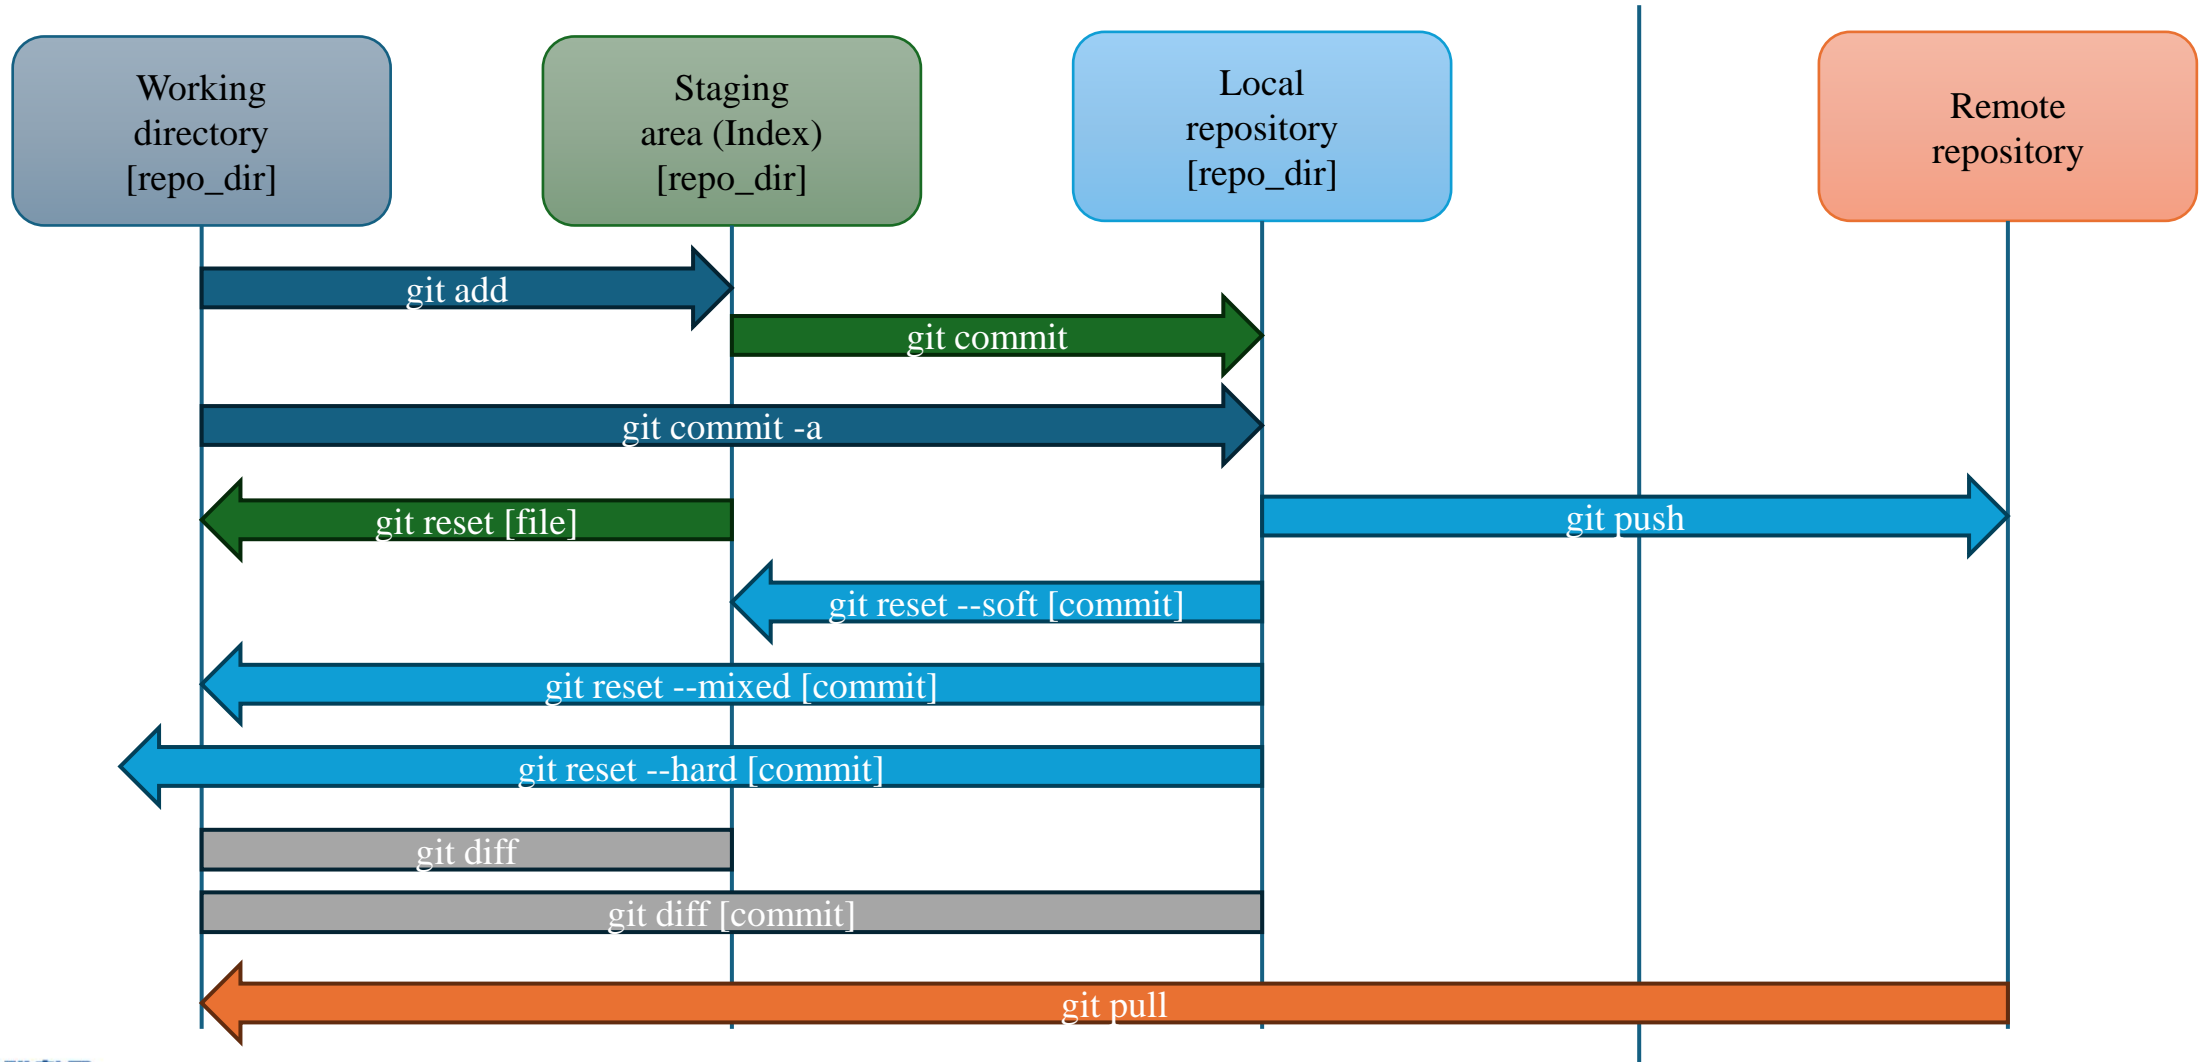 Working
directory
[repo_dir]
Staging
area (Index)
[repo_dir]
Local
repository
[repo_dir]
Remote
repository
git add
git commit
git commit -a
git reset [file]
git push
git reset --soft [commit]
git reset --mixed [commit]
git reset --hard [commit]
git diff
git diff [commit]
git pull